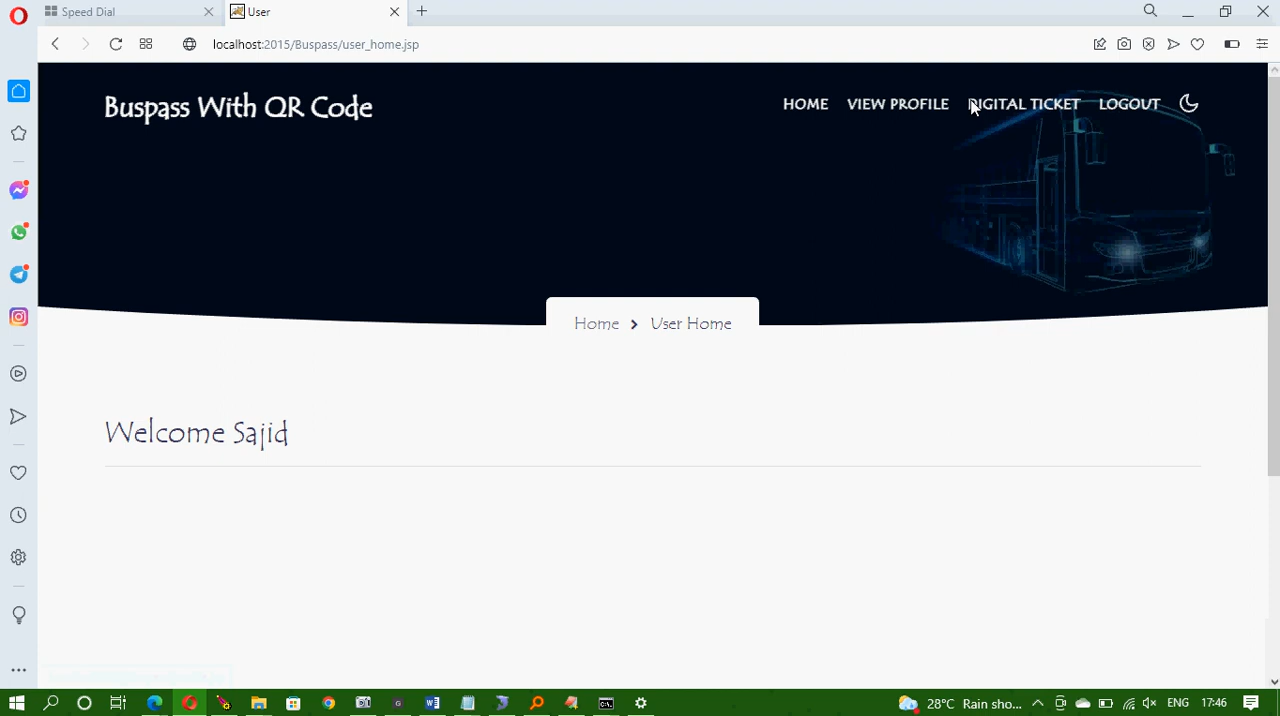 Speed Dial
User
localhost:2015/Buspass/user_home.jsp
Buspass With QR Code
HOME VIEW PROFILE DIGITAL TICKET LOGOUT
Home User Home
Welcome Sajid
28°C Rain sho... ENG 17:46